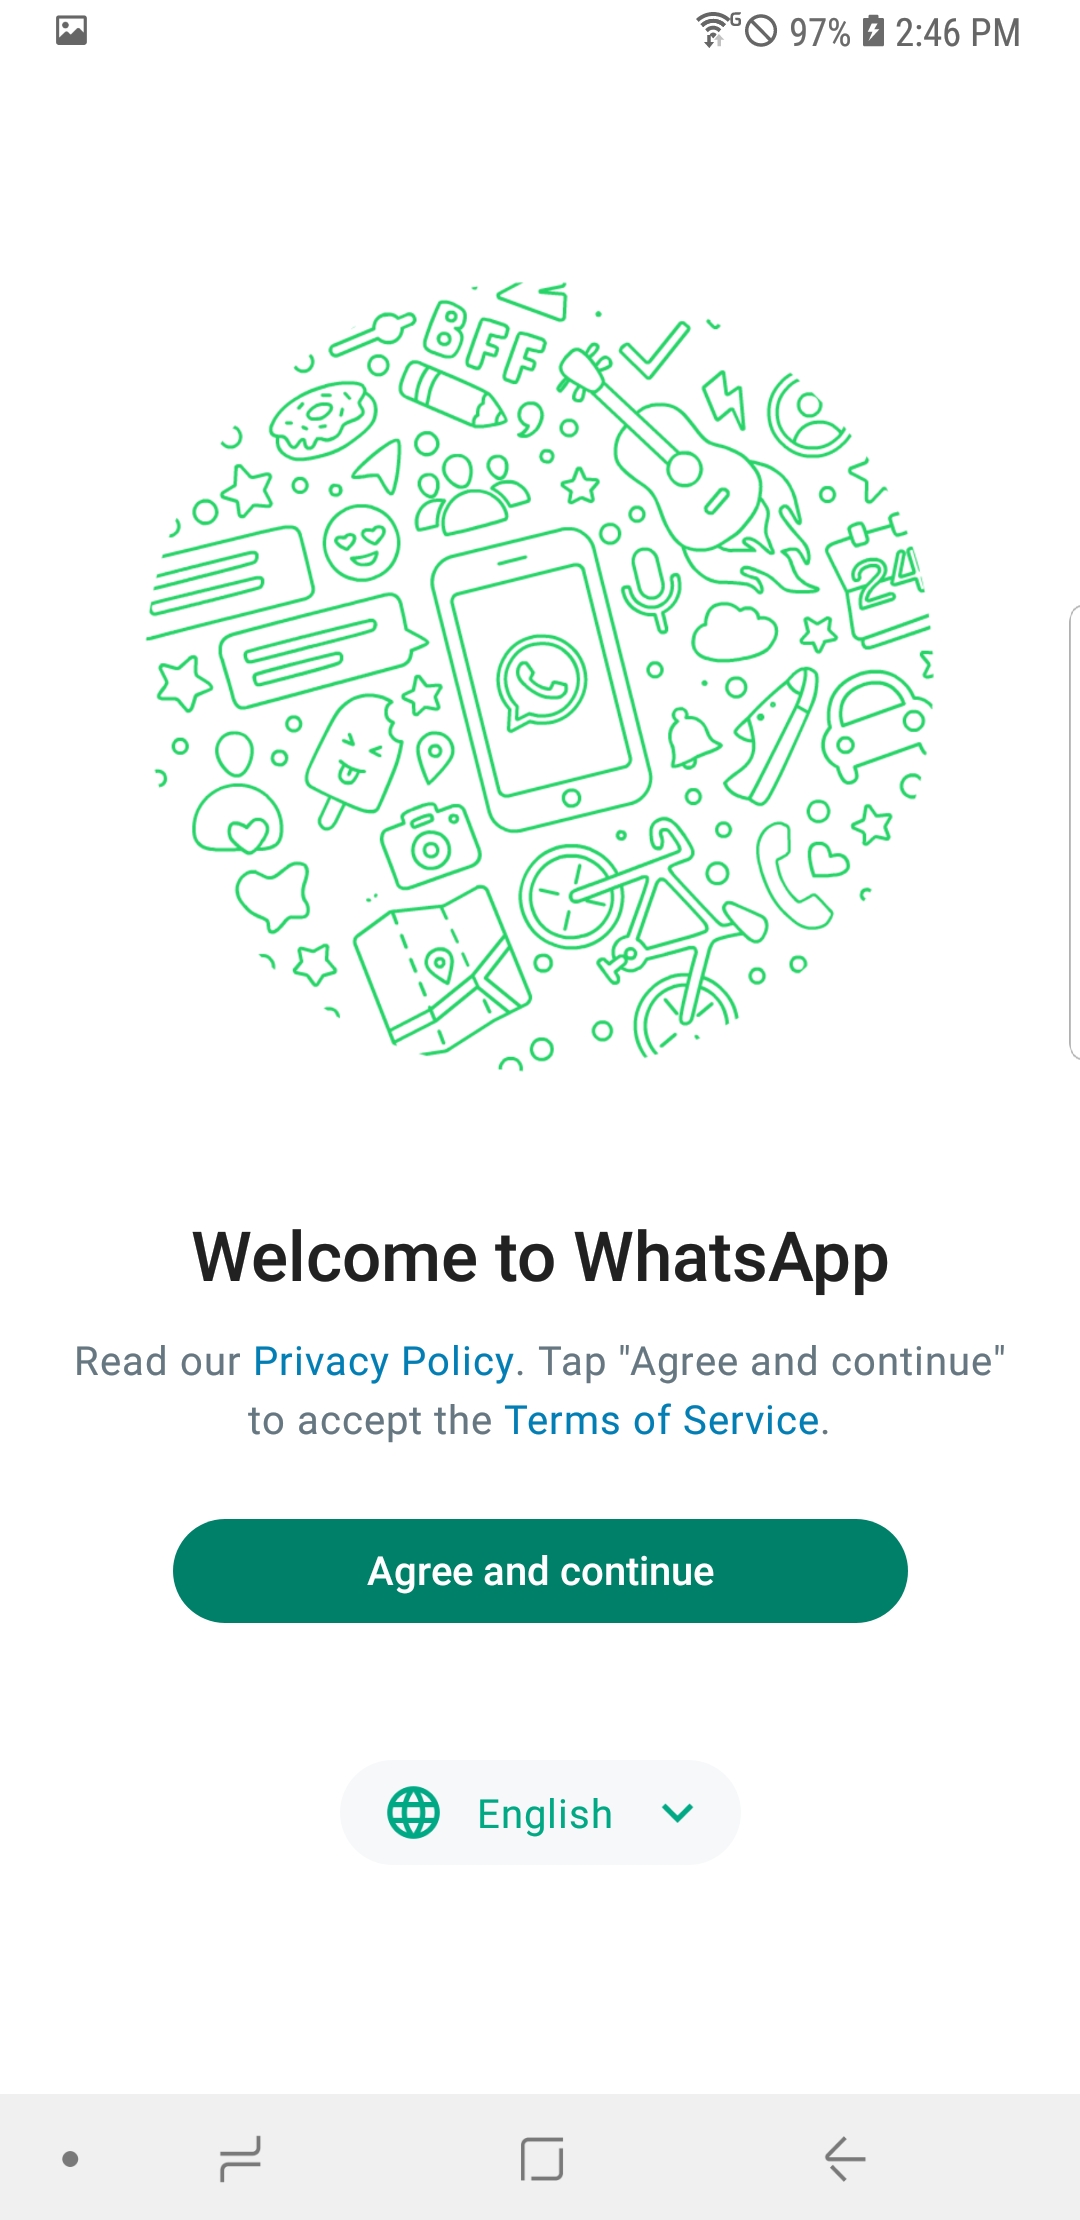 97% 2:46 PM
BFF
24
Welcome to WhatsApp
Read our Privacy Policy. Tap "Agree and continue"
to accept the Terms of Service.
Agree and continue
English